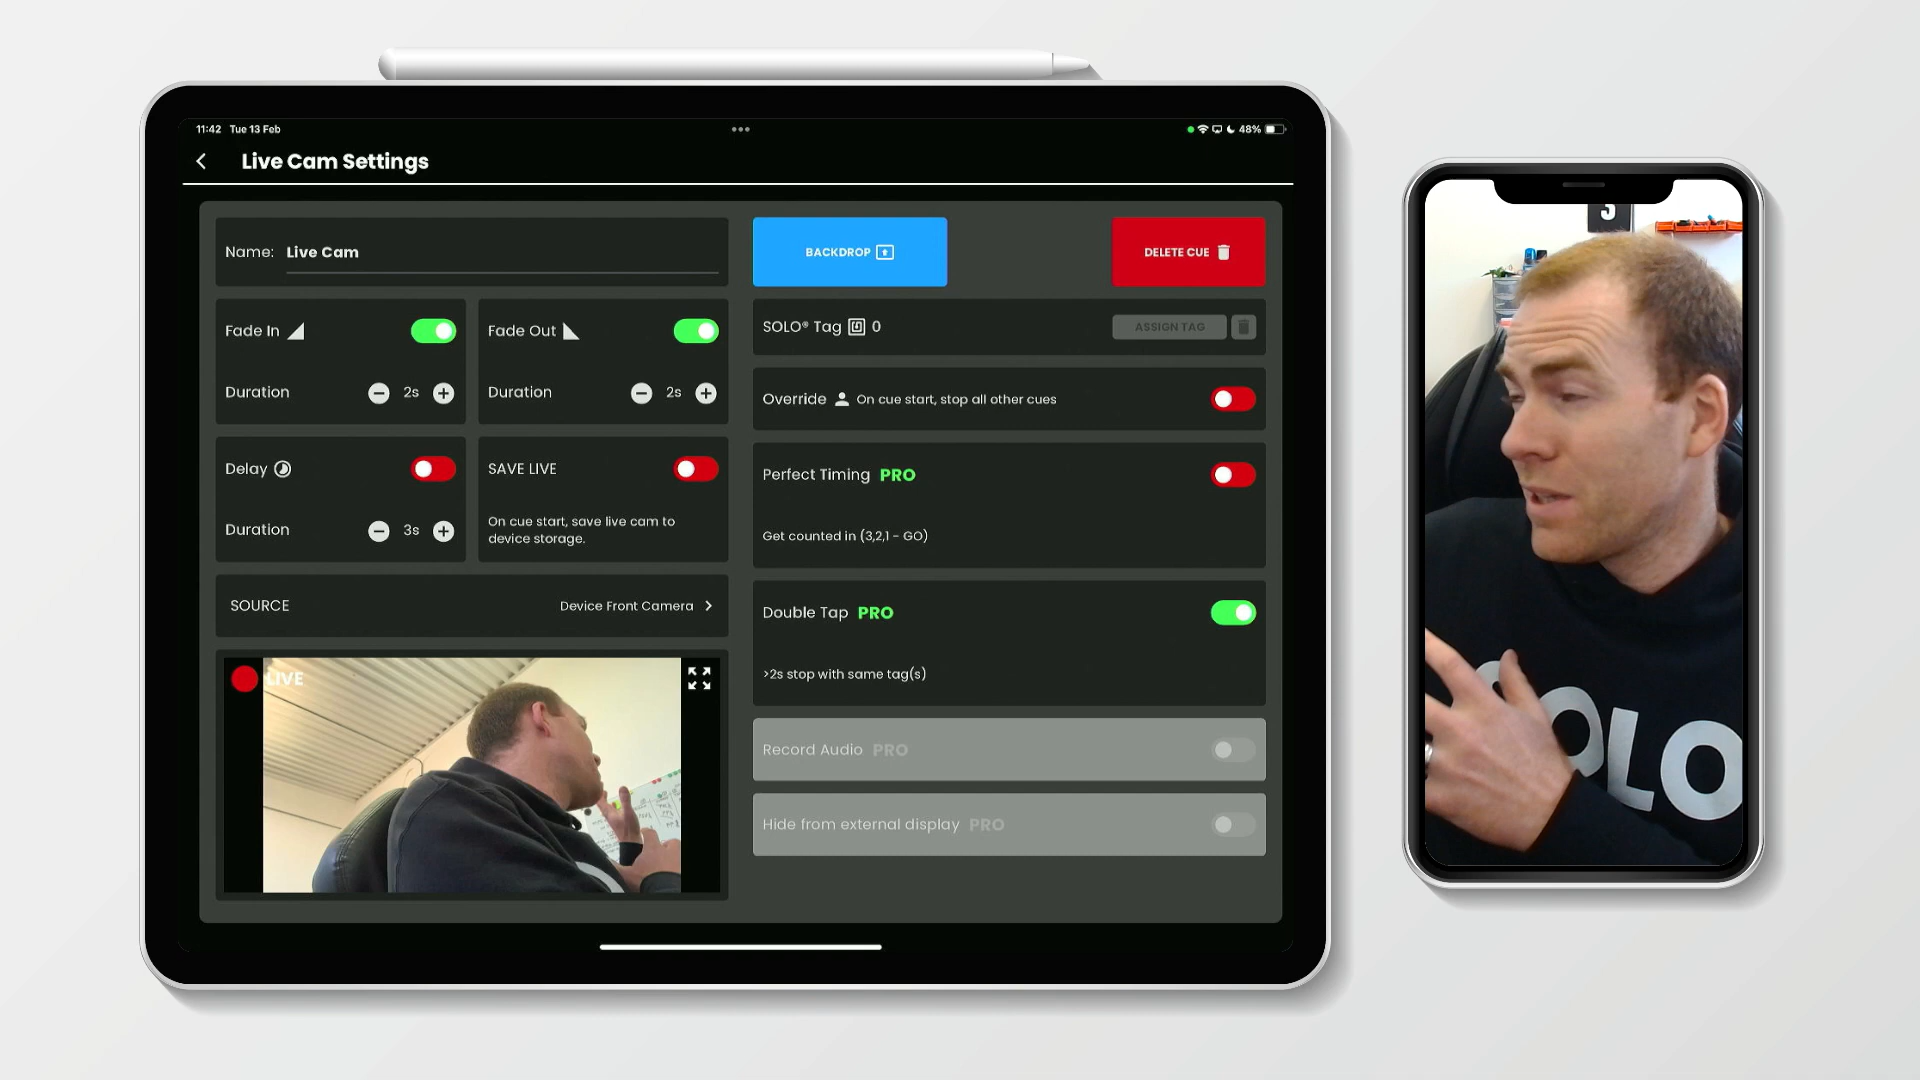 11:42 Tue 13 Feb
48%
Live Cam Settings
Name: Live Cam
BACKDROP
DELETE CUE
Fade In
Fade Out
SOLO® Tag 0
ASSIGN TAG
Duration 2s
Duration 2s
Override On cue start, stop all other cues
Delay
SAVE LIVE
Perfect Timing PRO
Duration 3s
On cue start, save live cam to
device storage.
Get counted in (3,2,1 - GO)
SOURCE Device Front Camera
Double Tap PRO
>2s stop with same tag(s)
LIVE
Record Audio PRO
Hide from external display PRO
3
SOLO